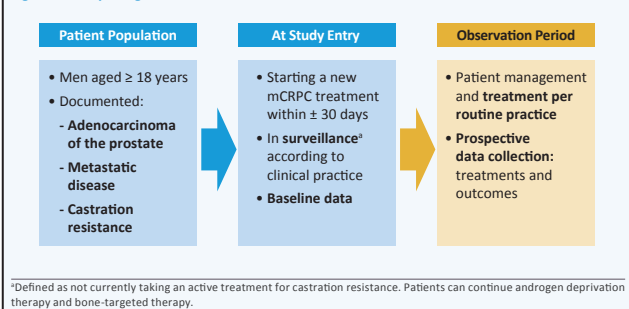 Patient Population
• Men aged ≥ 18 years
• Documented:
- Adenocarcinoma
of the prostate
- Metastatic
disease
- Castration
resistance
At Study Entry
• Starting a new
mCRPC treatment
within ± 30 days
• In surveillanceᵃ
according to
clinical practice
• Baseline data
Observation Period
• Patient management
and treatment per
routine practice
• Prospective
data collection:
treatments and
outcomes
ᵃDefined as not currently taking an active treatment for castration resistance. Patients can continue androgen deprivation
therapy and bone-targeted therapy.